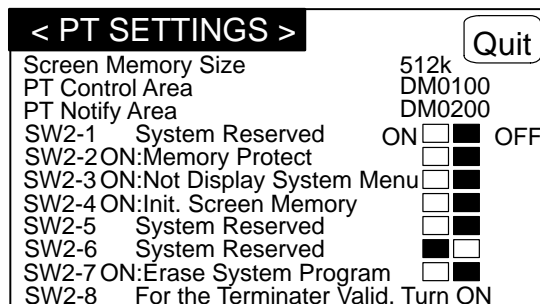 < PT SETTINGS >
Quit
Screen Memory Size 512k
PT Control Area DM0100
PT Notify Area DM0200
SW2-1 System Reserved ON OFF
SW2-2 ON:Memory Protect
SW2-3 ON:Not Display System Menu
SW2-4 ON:Init. Screen Memory
SW2-5 System Reserved
SW2-6 System Reserved
SW2-7 ON:Erase System Program
SW2-8 For the Terminater Valid. Turn ON